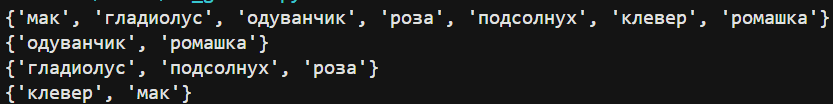 {'мак', 'гладиолус', 'одуванчик', 'роза', 'подсолнух', 'клевер', 'ромашка'}
{'одуванчик', 'ромашка'}
{'гладиолус', 'подсолнух', 'роза'}
{'клевер', 'мак'}